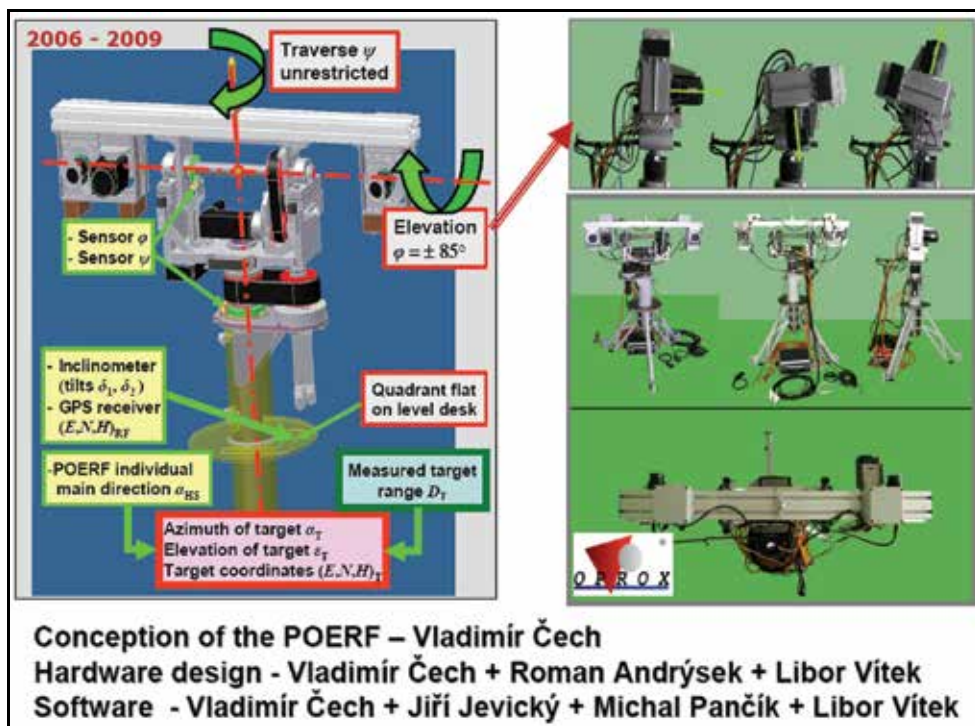 2006 - 2009
Traverse ψ
unrestricted
Elevation
φ = ± 85°
- Sensor φ
- Sensor ψ
- Inclinometer
(tilts δ₁, δ₂)
- GPS receiver
(E,N,H)RF
Quadrant flat
on level desk
-POERF individual
main direction αHS
Measured target
range DT
Azimuth of target αT
Elevation of target εT
Target coordinates (E,N,H)T
OPROX
®
Conception of the POERF – Vladimír Čech
Hardware design - Vladimír Čech + Roman Andrýsek + Libor Vítek
Software - Vladimír Čech + Jiří Jevický + Michal Pančík + Libor Vítek